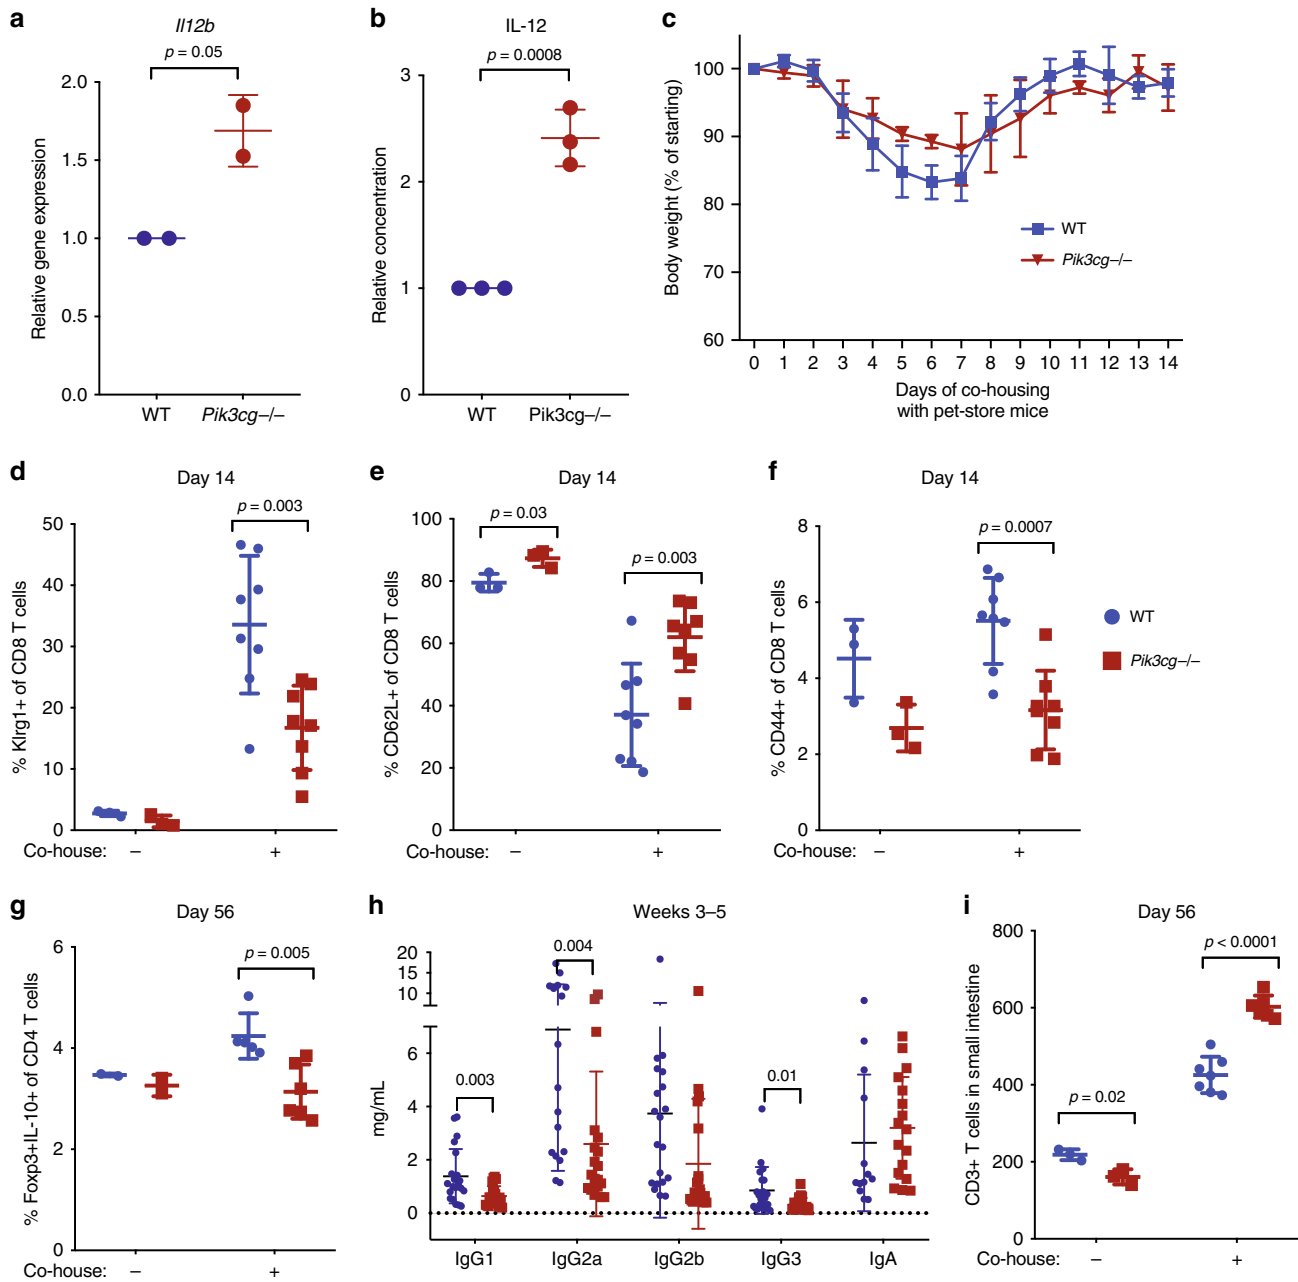 a
Il12b
p = 0.05
2.0
1.5
1.0
0.5
0.0
Relative gene expression
WT
Pik3cg–/–
b
IL-12
p = 0.0008
3
2
1
0
Relative concentration
WT
Pik3cg–/–
c
100
90
80
70
60
Body weight (% of starting)
WT
Pik3cg–/–
0 1 2 3 4 5 6 7 8 9 10 11 12 13 14
Days of co-housing
with pet-store mice
d
Day 14
p = 0.003
50
40
30
20
10
0
% Klrg1+ of CD8 T cells
Co-house: – +
e
Day 14
p = 0.03
p = 0.003
100
80
60
40
20
0
% CD62L+ of CD8 T cells
Co-house: – +
f
Day 14
p = 0.0007
8
6
4
2
0
% CD44+ of CD8 T cells
Co-house: – +
WT
Pik3cg–/–
g
Day 56
p = 0.005
6
4
2
0
% Foxp3+IL-10+ of CD4 T cells
Co-house: – +
h
Weeks 3–5
20
15
10
6
4
2
0
mg/mL
0.003
0.004
0.01
IgG1 IgG2a IgG2b IgG3 IgA
i
Day 56
p < 0.0001
p = 0.02
800
600
400
200
0
CD3+ T cells in small intestine
Co-house: – +